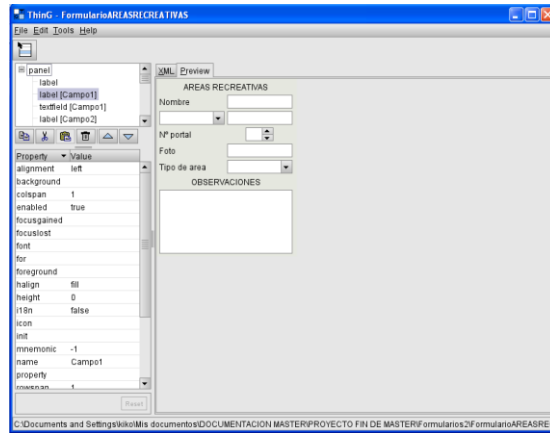 ThinG - FormularioAREASRECREATIVAS
File Edit Tools Help
panel
label
label [Campo1]
textfield [Campo1]
label [Campo2]
Property Value
alignment left
background
colspan 1
enabled true
focusgained
focuslost
font
for
foreground
halign fill
height 0
i18n false
icon
init
mnemonic -1
name Campo1
property
rowspan 1
Reset
XML Preview
AREAS RECREATIVAS
Nombre
Nº portal
Foto
Tipo de area
OBSERVACIONES
C:\Documents and Settings\kiko\Mis documentos\DOCUMENTACION MASTER\PROYECTO FIN DE MASTER\Formularios2\FormularioAREASRE